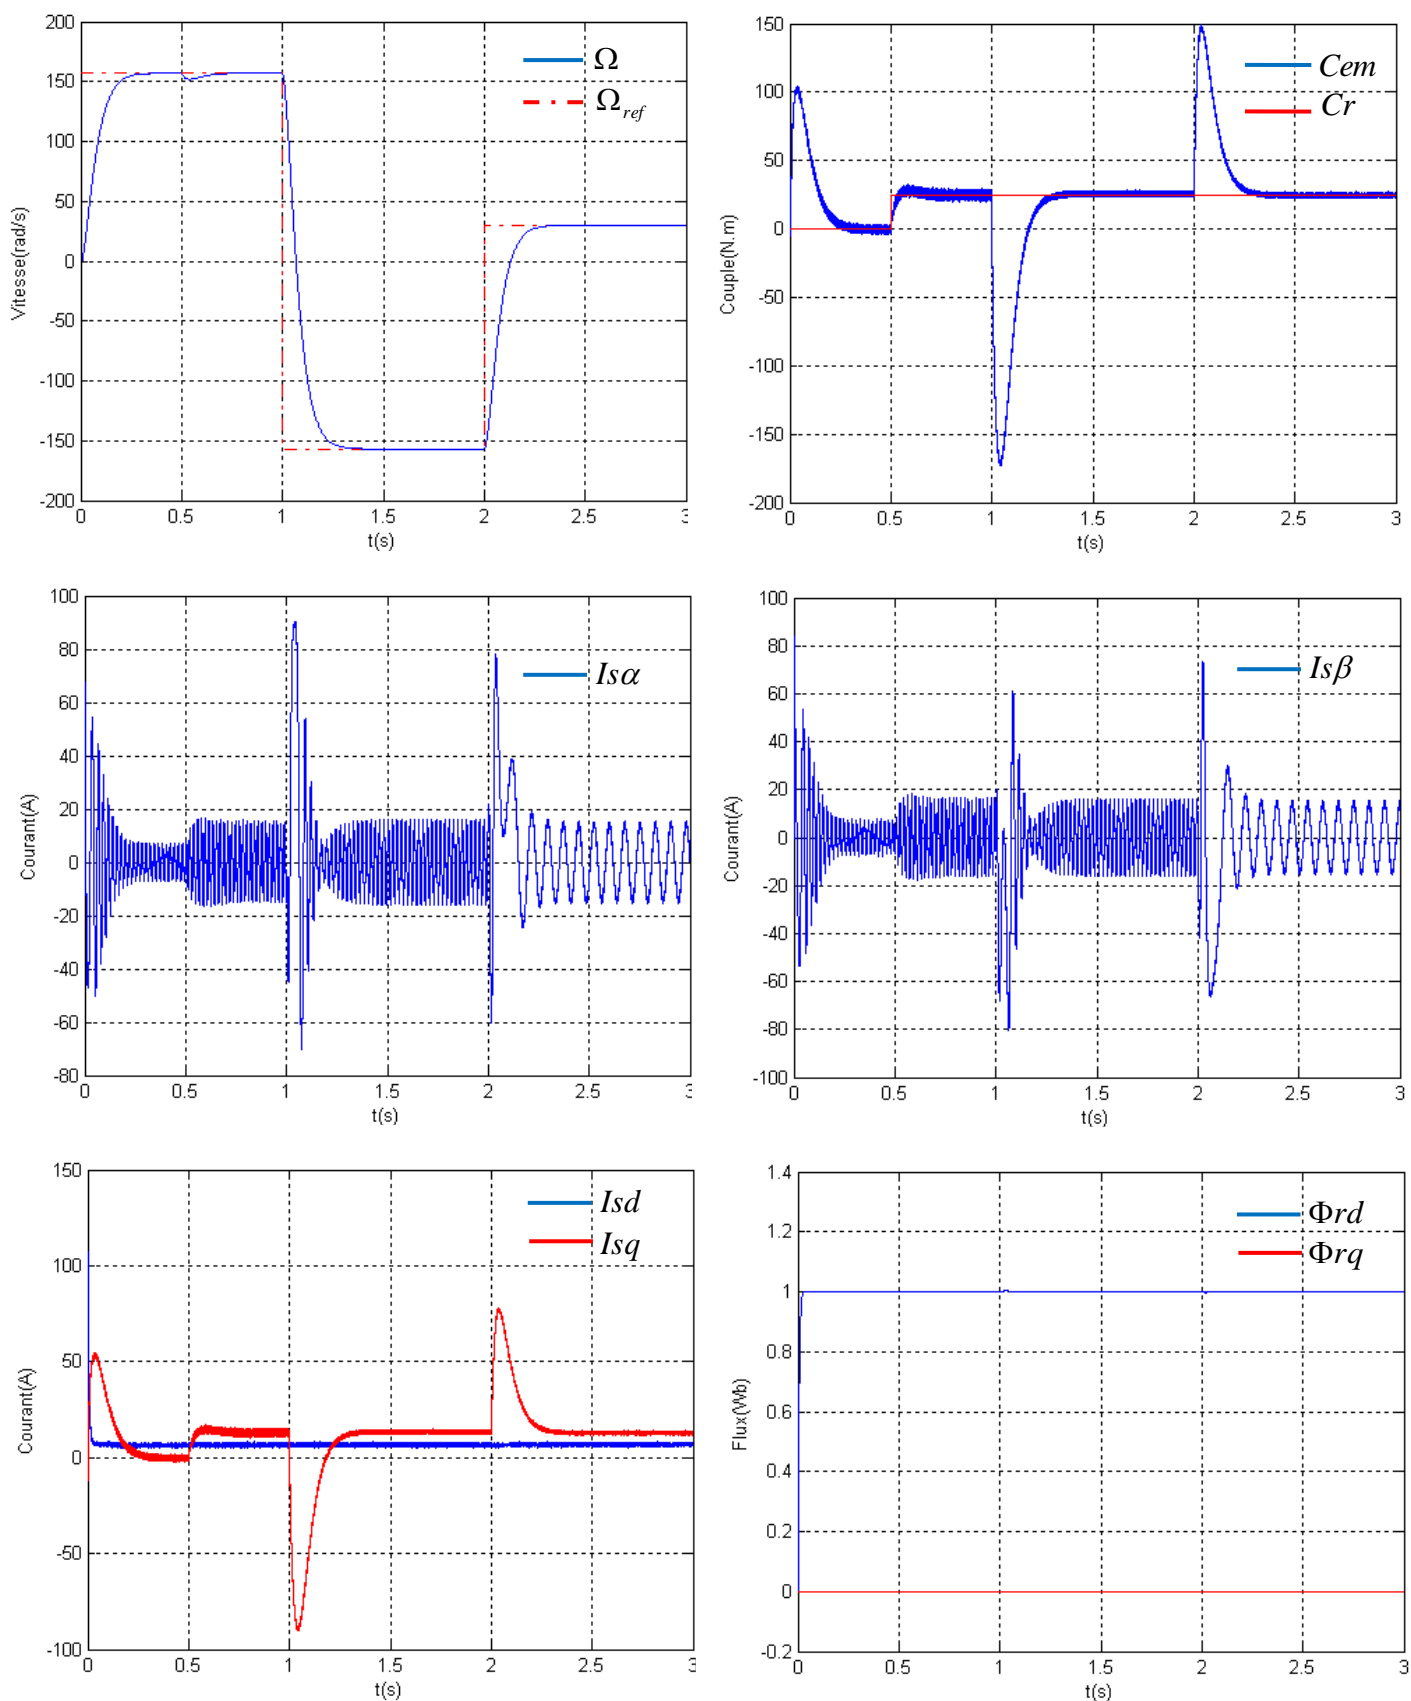 200
150
100
50
0
-50
-100
-150
-200
Vitesse(rad/s)
Ω
Ω_ref
0 0.5 1 1.5 2 2.5 3
t(s)
150
100
50
0
-50
-100
-150
-200
Couple(N.m)
Cem
Cr
0 0.5 1 1.5 2 2.5 3
t(s)
100
80
60
40
20
0
-20
-40
-60
-80
Courant(A)
Isα
0 0.5 1 1.5 2 2.5 3
t(s)
100
80
60
40
20
0
-20
-40
-60
-80
-100
Courant(A)
Isβ
0 0.5 1 1.5 2 2.5 3
t(s)
150
100
50
0
-50
-100
Courant(A)
Isd
Isq
0 0.5 1 1.5 2 2.5 3
t(s)
1.4
1.2
1
0.8
0.6
0.4
0.2
0
-0.2
Flux(Wb)
Φrd
Φrq
0 0.5 1 1.5 2 2.5 3
t(s)